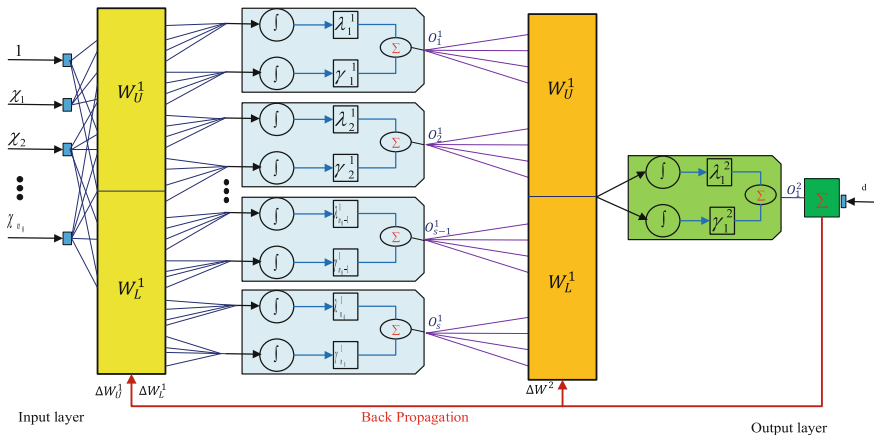 1
χ₁
χ₂
W_U^1
W_L^1
∫
λ_1^1
∫
γ_1^1
Σ
O_1^1
∫
λ_2^1
∫
γ_2^1
Σ
O_2^1
∫
∫
Σ
O_{s-1}^1
∫
∫
Σ
O_s^1
W_U^1
W_L^1
∫
λ_1^2
∫
γ_1^2
Σ
O_1^2
Σ
d
ΔW_U^1 ΔW_L^1
ΔW^2
Input layer
Back Propagation
Output layer